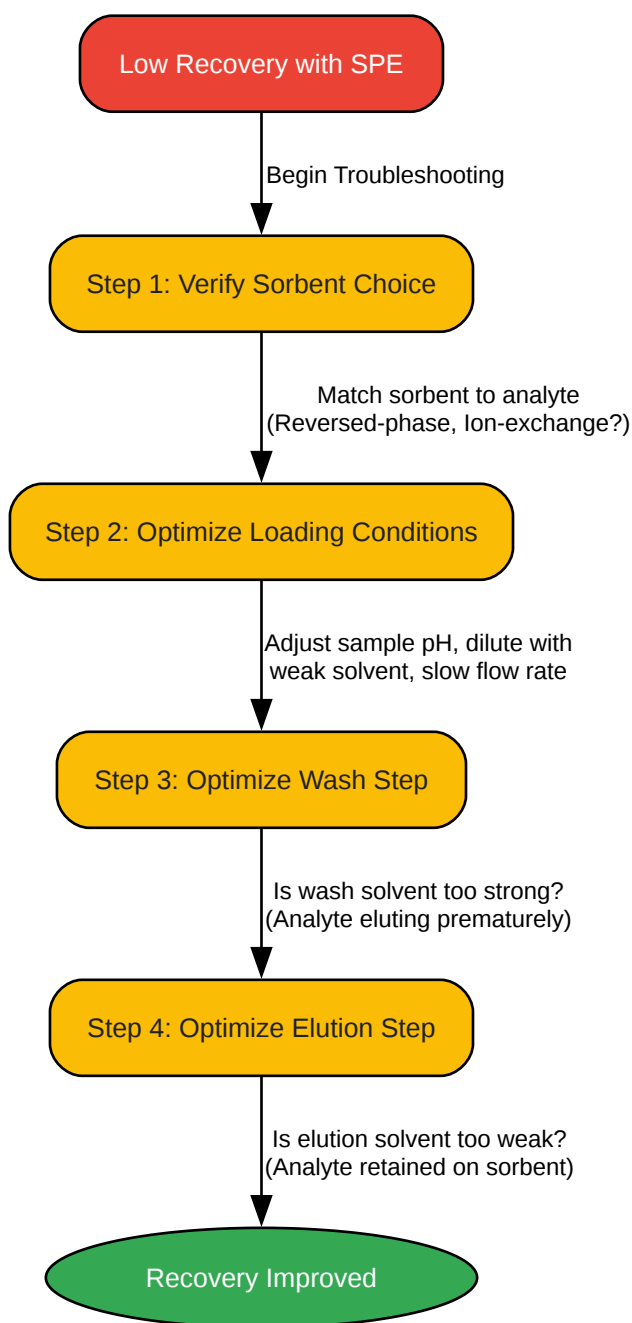 Low Recovery with SPE
Begin Troubleshooting
Step 1: Verify Sorbent Choice
Match sorbent to analyte
(Reversed-phase, Ion-exchange?)
Step 2: Optimize Loading Conditions
Adjust sample pH, dilute with
weak solvent, slow flow rate
Step 3: Optimize Wash Step
Is wash solvent too strong?
(Analyte eluting prematurely)
Step 4: Optimize Elution Step
Is elution solvent too weak?
(Analyte retained on sorbent)
Recovery Improved